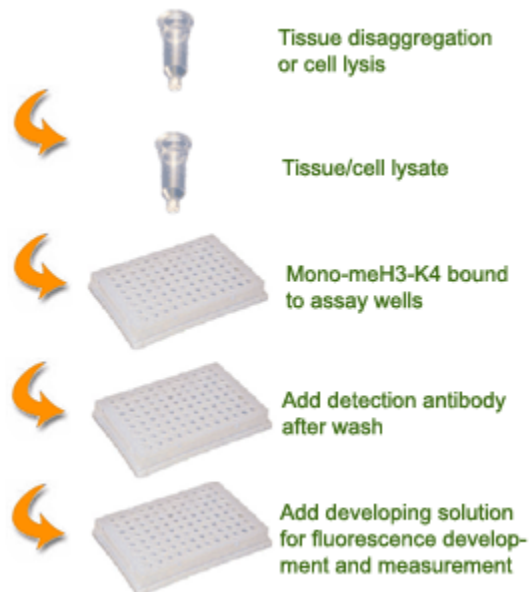 Tissue disaggregation
or cell lysis
Tissue/cell lysate
Mono-meH3-K4 bound
to assay wells
Add detection antibody
after wash
Add developing solution
for fluorescence develop-
ment and measurement